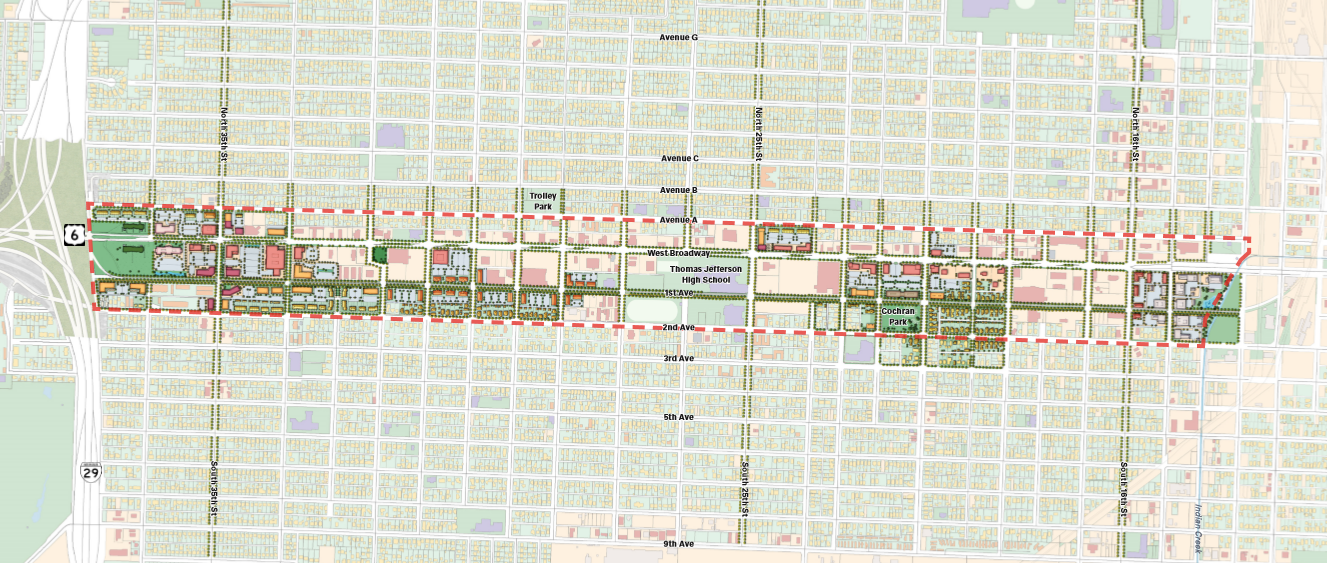 Avenue G
North 35th St
North 25th St
North 16th St
Avenue C
Avenue B
Trolley
Park
Avenue A
6
West Broadway
Thomas Jefferson
High School
1st Ave
Cochran
Park
2nd Ave
3rd Ave
5th Ave
29
South 35th St
South 25th St
South 16th St
Indian Creek
9th Ave